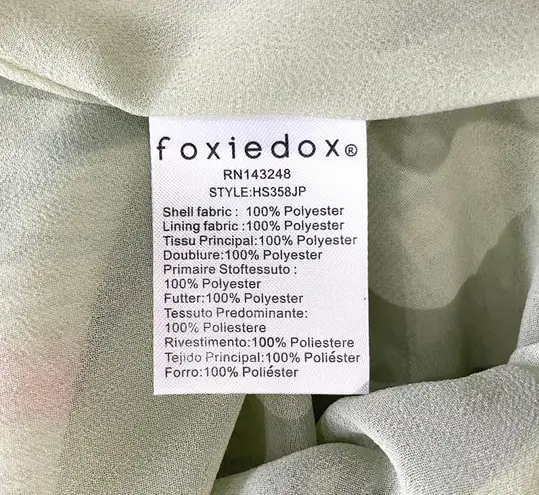 foxiedox®
RN143248
STYLE:HS358JP
Shell fabric : 100% Polyester
Lining fabric :100% Polyester
Tissu Principal:100% Polyester
Doublure:100% Polyester
Primaire Stoftessuto :
100% Polyester
Futter:100% Polyester
Tessuto Predominante:
100% Poliestere
Rivestimento:100% Poliestere
Tejido Principal:100% Poliéster
Forro:100% Poliéster